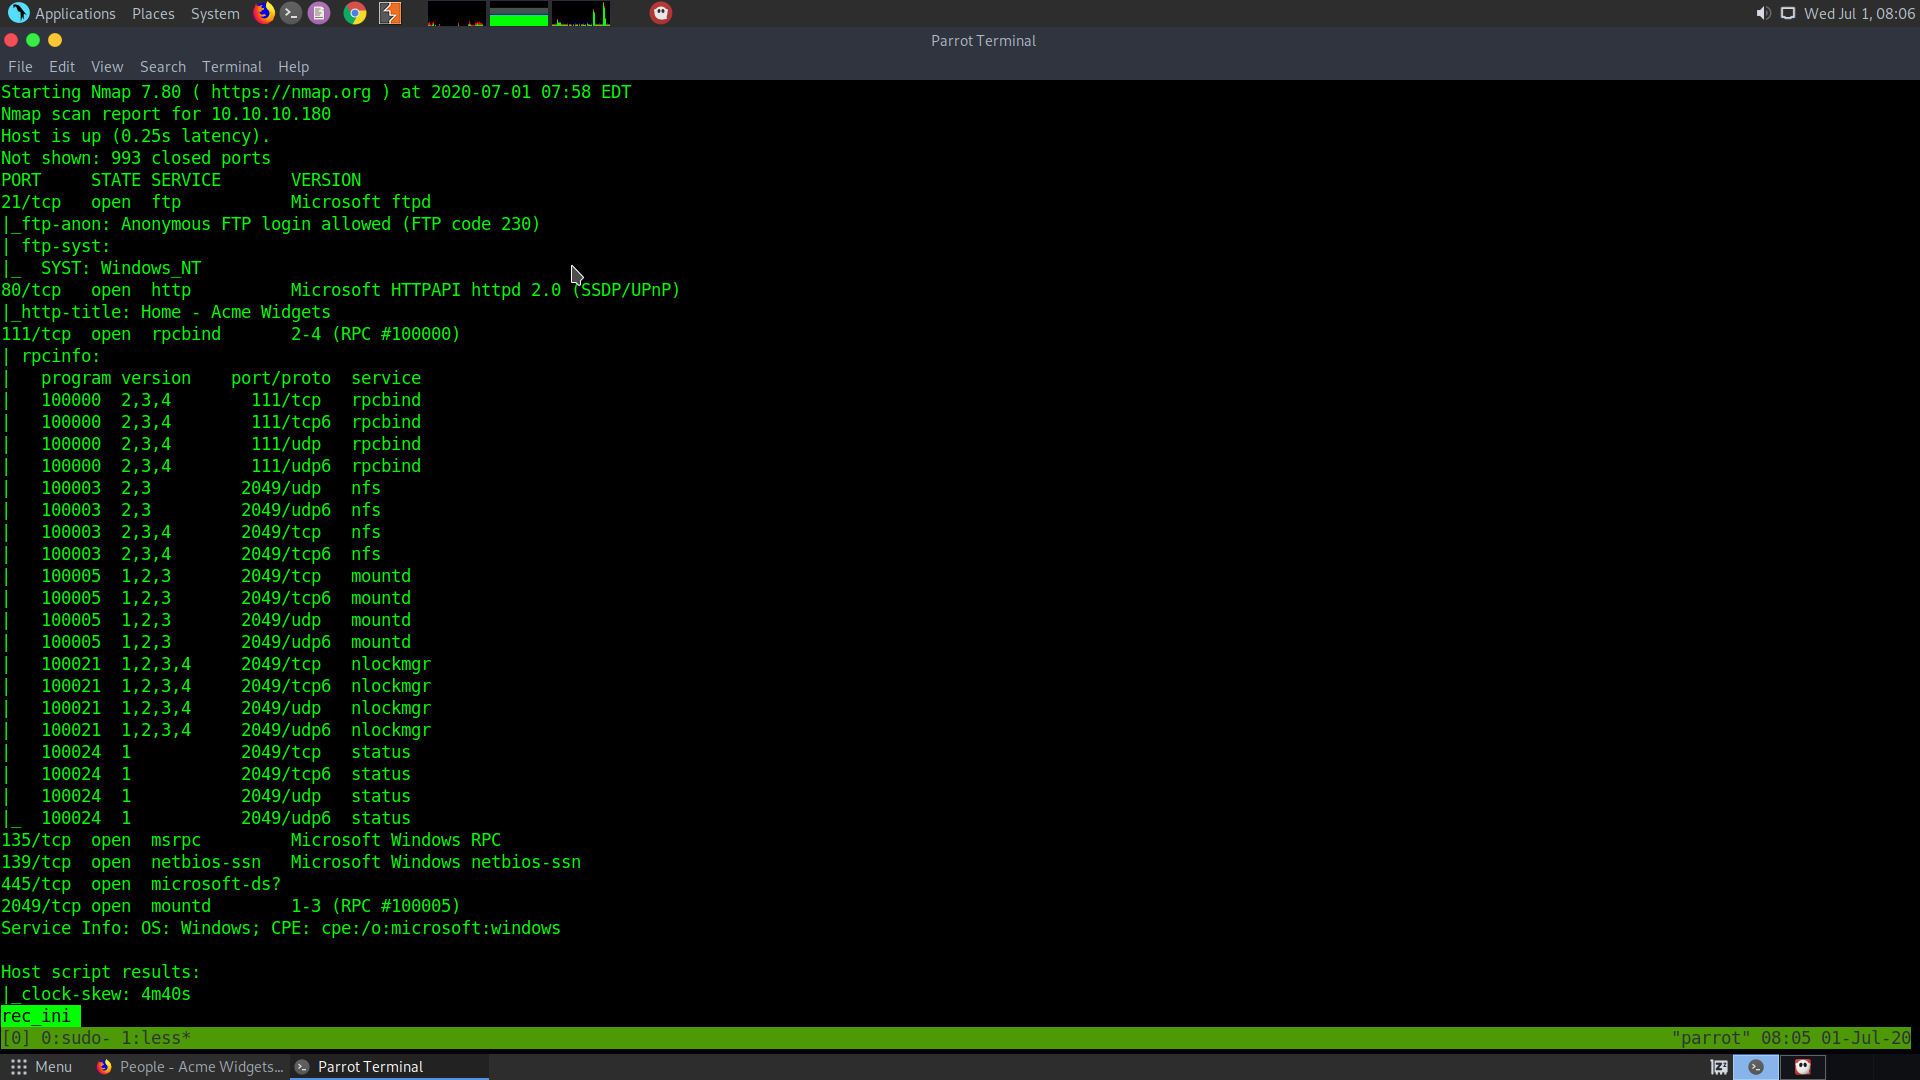 Applications Places System Wed Jul 1, 08:06
Parrot Terminal
File Edit View Search Terminal Help
Starting Nmap 7.80 ( https://nmap.org ) at 2020-07-01 07:58 EDT
Nmap scan report for 10.10.10.180
Host is up (0.25s latency).
Not shown: 993 closed ports
PORT     STATE SERVICE       VERSION
21/tcp   open  ftp           Microsoft ftpd
|_ftp-anon: Anonymous FTP login allowed (FTP code 230)
| ftp-syst:
|_  SYST: Windows_NT
80/tcp   open  http          Microsoft HTTPAPI httpd 2.0 (SSDP/UPnP)
|_http-title: Home - Acme Widgets
111/tcp  open  rpcbind       2-4 (RPC #100000)
| rpcinfo:
|   program version    port/proto  service
|   100000  2,3,4        111/tcp   rpcbind
|   100000  2,3,4        111/tcp6  rpcbind
|   100000  2,3,4        111/udp   rpcbind
|   100000  2,3,4        111/udp6  rpcbind
|   100003  2,3         2049/udp   nfs
|   100003  2,3         2049/udp6  nfs
|   100003  2,3,4       2049/tcp   nfs
|   100003  2,3,4       2049/tcp6  nfs
|   100005  1,2,3       2049/tcp   mountd
|   100005  1,2,3       2049/tcp6  mountd
|   100005  1,2,3       2049/udp   mountd
|   100005  1,2,3       2049/udp6  mountd
|   100021  1,2,3,4     2049/tcp   nlockmgr
|   100021  1,2,3,4     2049/tcp6  nlockmgr
|   100021  1,2,3,4     2049/udp   nlockmgr
|   100021  1,2,3,4     2049/udp6  nlockmgr
|   100024  1           2049/tcp   status
|   100024  1           2049/tcp6  status
|   100024  1           2049/udp   status
|_  100024  1           2049/udp6  status
135/tcp  open  msrpc         Microsoft Windows RPC
139/tcp  open  netbios-ssn   Microsoft Windows netbios-ssn
445/tcp  open  microsoft-ds?
2049/tcp open  mountd        1-3 (RPC #100005)
Service Info: OS: Windows; CPE: cpe:/o:microsoft:windows
Host script results:
|_clock-skew: 4m40s
rec_ini
[0] 0:sudo- 1:less* "parrot" 08:05 01-Jul-20
Menu People - Acme Widgets... Parrot Terminal